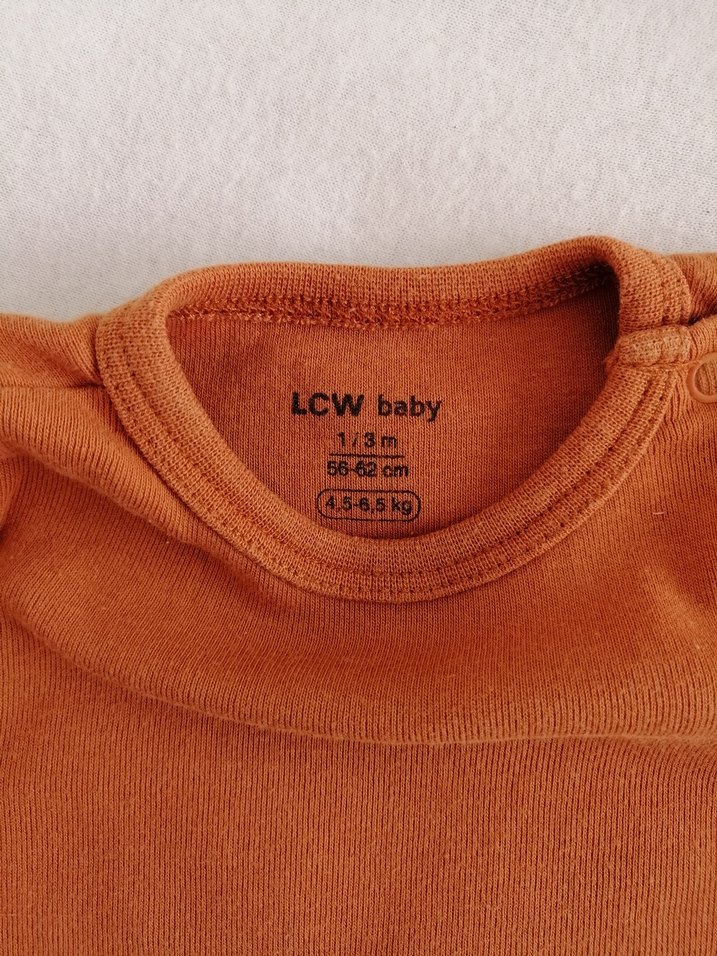 LCW baby
1 / 3 m
56-62 cm
4.5-6.5 kg